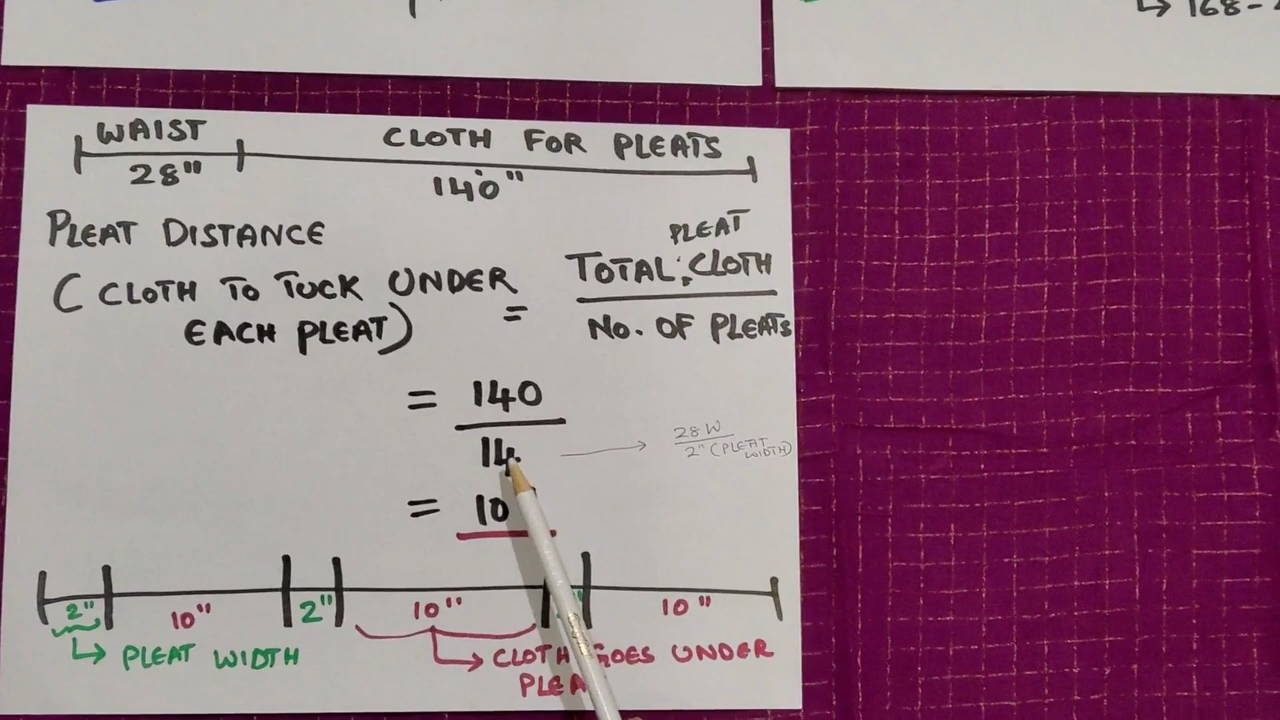 ↳ 168-
WAIST
CLOTH FOR PLEATS
28"
140"
PLEAT DISTANCE
(CLOTH TO TUCK UNDER
EACH PLEAT)
=
PLEAT
TOTAL CLOTH
NO. OF PLEATS
= 140
14
→ 28 W
2" (PLEAT
WIDTH)
= 10
2" 10" 2" 10" 10"
↳ PLEAT WIDTH
CLOTH GOES UNDER